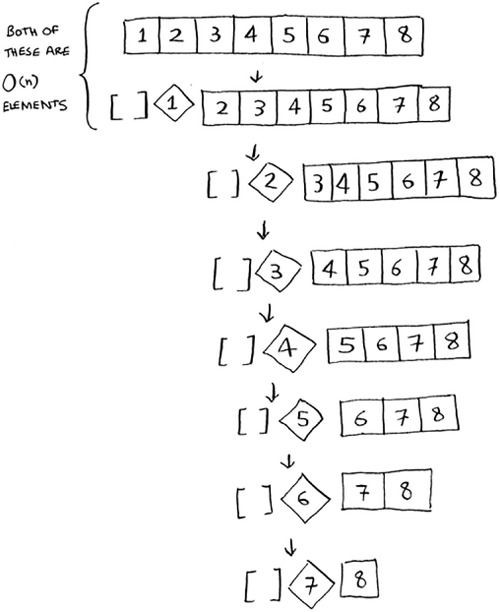 BOTH OF
THESE ARE
O(n)
ELEMENTS
1 2 3 4 5 6 7 8
[ ] 1 2 3 4 5 6 7 8
[ ] 2 3 4 5 6 7 8
[ ] 3 4 5 6 7 8
[ ] 4 5 6 7 8
[ ] 5 6 7 8
[ ] 6 7 8
[ ] 7 8